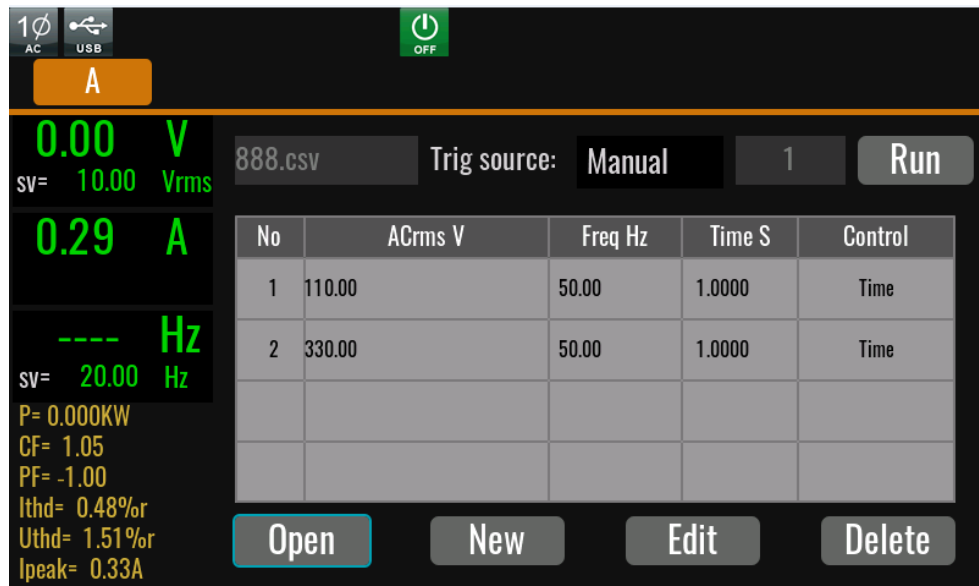 1Ø
AC
USB
OFF
A
0.00 V
sv= 10.00 Vrms
0.29 A
---- Hz
sv= 20.00 Hz
P= 0.000KW
CF= 1.05
PF= -1.00
Ithd= 0.48%r
Uthd= 1.51%r
Ipeak= 0.33A
888.csv Trig source: Manual 1 Run
No ACrms V Freq Hz Time S Control
1 110.00 50.00 1.0000 Time
2 330.00 50.00 1.0000 Time
Open New Edit Delete